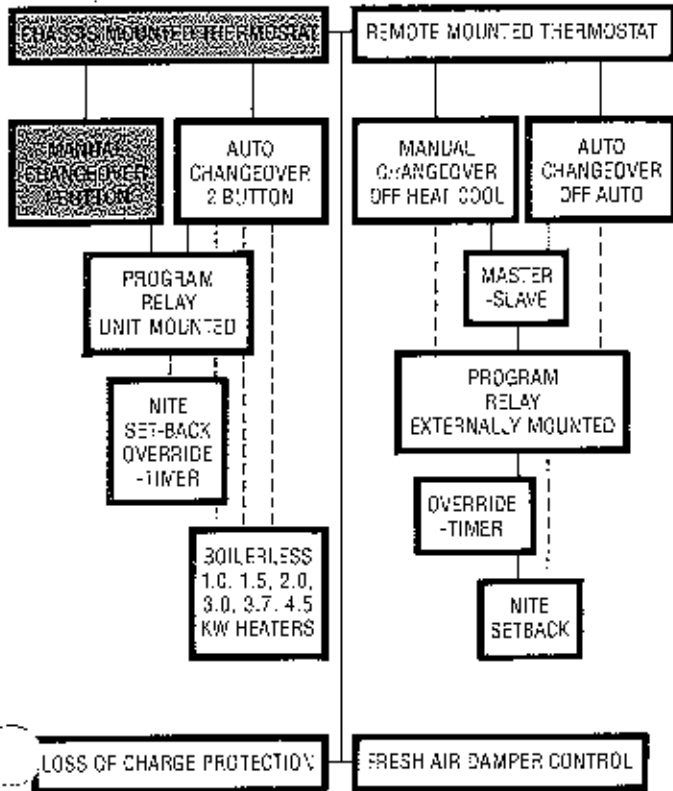 CHASSIS MOUNTED THERMOSTAT
REMOTE MOUNTED THERMOSTAT
MANUAL
CHANGEOVER
BUTTON
AUTO
CHANGEOVER
2 BUTTON
MANUAL
CHANGEOVER
OFF HEAT COOL
AUTO
CHANGEOVER
OFF AUTO
PROGRAM
RELAY
UNIT MOUNTED
MASTER
-SLAVE
NITE
SET-BACK
OVERRIDE
-TIMER
PROGRAM
RELAY
EXTERNALLY MOUNTED
OVERRIDE
-TIMER
BOILERLESS
1.0, 1.5, 2.0,
3.0, 3.7, 4.5
KW HEATERS
NITE
SETBACK
LOSS OF CHARGE PROTECTION
FRESH AIR DAMPER CONTROL